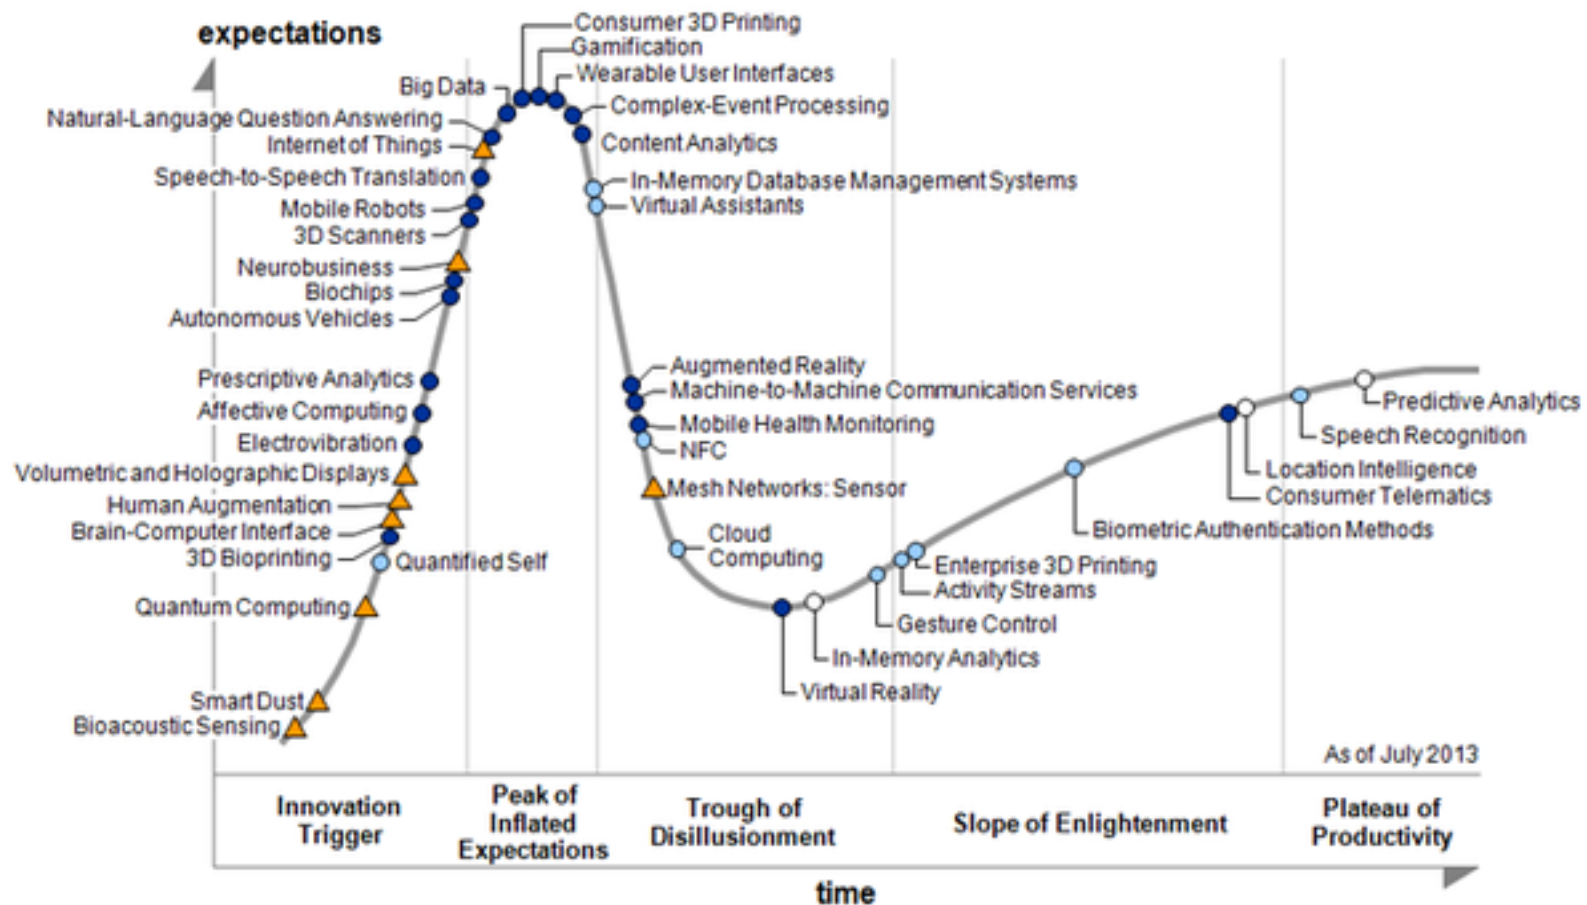 expectations
Consumer 3D Printing
Gamification
Wearable User Interfaces
Big Data
Complex-Event Processing
Natural-Language Question Answering
Internet of Things
Content Analytics
Speech-to-Speech Translation
In-Memory Database Management Systems
Mobile Robots
Virtual Assistants
3D Scanners
Neurobusiness
Biochips
Autonomous Vehicles
Augmented Reality
Prescriptive Analytics
Machine-to-Machine Communication Services
Predictive Analytics
Affective Computing
Mobile Health Monitoring
Speech Recognition
Electrovibration
NFC
Volumetric and Holographic Displays
Location Intelligence
Mesh Networks: Sensor
Consumer Telematics
Human Augmentation
Brain-Computer Interface
Biometric Authentication Methods
Cloud
Computing
3D Bioprinting
Quantified Self
Enterprise 3D Printing
Activity Streams
Quantum Computing
Gesture Control
In-Memory Analytics
Virtual Reality
Smart Dust
Bioacoustic Sensing
As of July 2013
Innovation
Trigger
Peak of
Inflated
Expectations
Trough of
Disillusionment
Slope of Enlightenment
Plateau of
Productivity
time